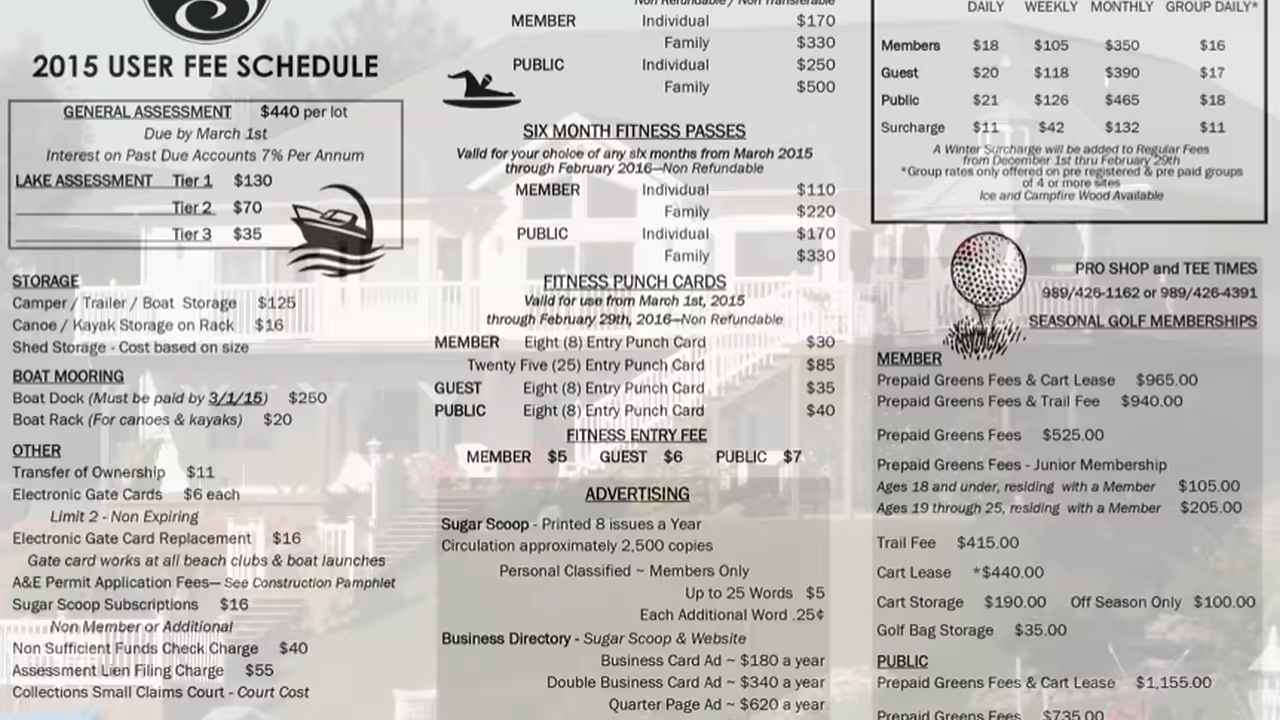 2015 USER FEE SCHEDULE
GENERAL ASSESSMENT $440 per lot
Due by March 1st
Interest on Past Due Accounts 7% Per Annum
LAKE ASSESSMENT Tier 1 $130
Tier 2 $70
Tier 3 $35
STORAGE
Camper / Trailer / Boat Storage $125
Canoe / Kayak Storage on Rack $16
Shed Storage - Cost based on size
BOAT MOORING
Boat Dock (Must be paid by 3/1/15) $250
Boat Rack (For canoes & kayaks) $20
OTHER
Transfer of Ownership $11
Electronic Gate Cards $6 each
Limit 2 - Non Expiring
Electronic Gate Card Replacement $16
Gate card works at all beach clubs & boat launches
A&E Permit Application Fees— See Construction Pamphlet
Sugar Scoop Subscriptions $16
Non Member or Additional
Non Sufficient Funds Check Charge $40
Assessment Lien Filing Charge $55
Collections Small Claims Court - Court Cost
Non Refundable / Non Transferable
MEMBER Individual $170
Family $330
PUBLIC Individual $250
Family $500
SIX MONTH FITNESS PASSES
Valid for your choice of any six months from March 2015
through February 2016—Non Refundable
MEMBER Individual $110
Family $220
PUBLIC Individual $170
Family $330
FITNESS PUNCH CARDS
Valid for use from March 1st, 2015
through February 29th, 2016—Non Refundable
MEMBER Eight (8) Entry Punch Card $30
Twenty Five (25) Entry Punch Card $85
GUEST Eight (8) Entry Punch Card $35
PUBLIC Eight (8) Entry Punch Card $40
FITNESS ENTRY FEE
MEMBER $5 GUEST $6 PUBLIC $7
ADVERTISING
Sugar Scoop - Printed 8 issues a Year
Circulation approximately 2,500 copies
Personal Classified ~ Members Only
Up to 25 Words $5
Each Additional Word .25¢
Business Directory - Sugar Scoop & Website
Business Card Ad ~ $180 a year
Double Business Card Ad ~ $340 a year
Quarter Page Ad ~ $620 a year
DAILY WEEKLY MONTHLY GROUP DAILY*
Members $18 $105 $350 $16
Guest $20 $118 $390 $17
Public $21 $126 $465 $18
Surcharge $11 $42 $132 $11
A Winter Surcharge will be added to Regular Fees
from December 1st thru February 29th
*Group rates only offered on pre registered & pre paid groups
of 4 or more sites
Ice and Campfire Wood Available
PRO SHOP and TEE TIMES
989/426-1162 or 989/426-4391
SEASONAL GOLF MEMBERSHIPS
MEMBER
Prepaid Greens Fees & Cart Lease $965.00
Prepaid Greens Fees & Trail Fee $940.00
Prepaid Greens Fees $525.00
Prepaid Greens Fees - Junior Membership
Ages 18 and under, residing with a Member $105.00
Ages 19 through 25, residing with a Member $205.00
Trail Fee $415.00
Cart Lease *$440.00
Cart Storage $190.00 Off Season Only $100.00
Golf Bag Storage $35.00
PUBLIC
Prepaid Greens Fees & Cart Lease $1,155.00
Prepaid Greens Fees $735.00